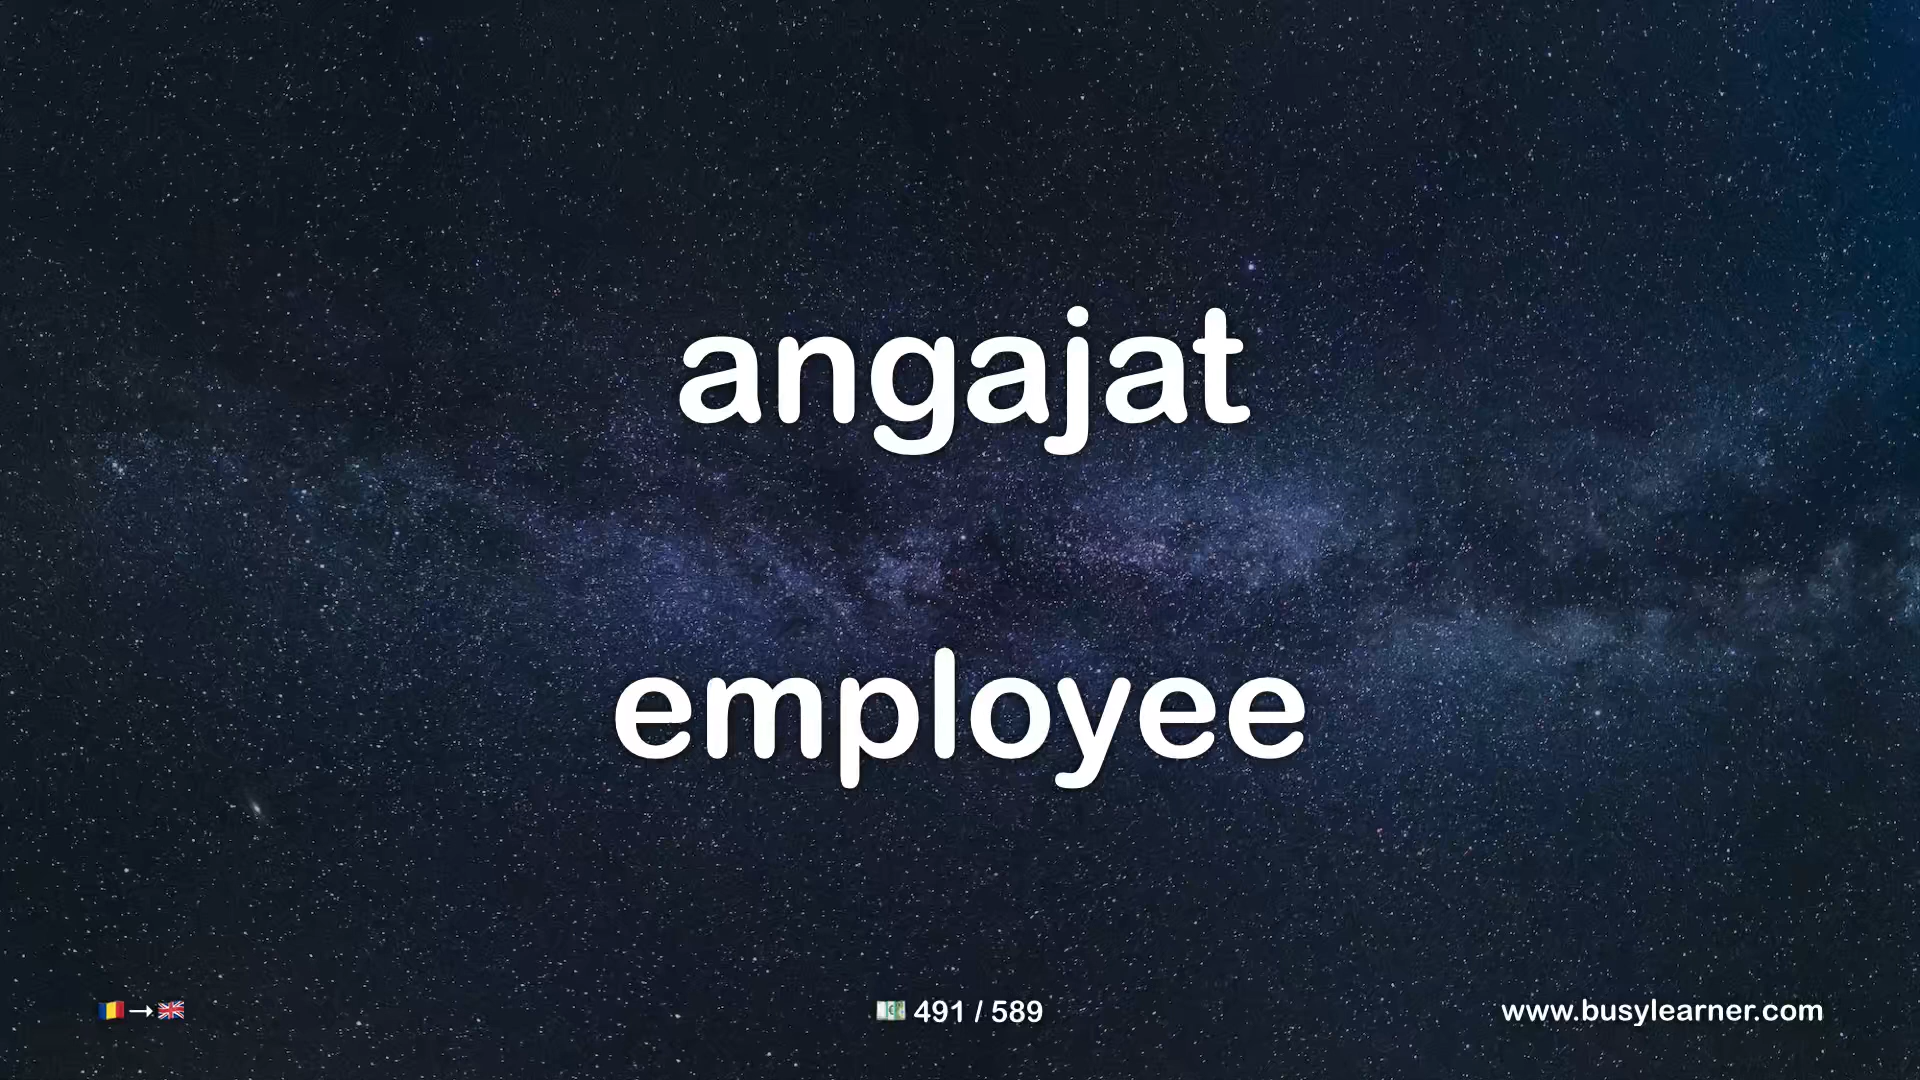 angajat
employee
🇷🇴→🇬🇧
💶 491 / 589
www.busylearner.com